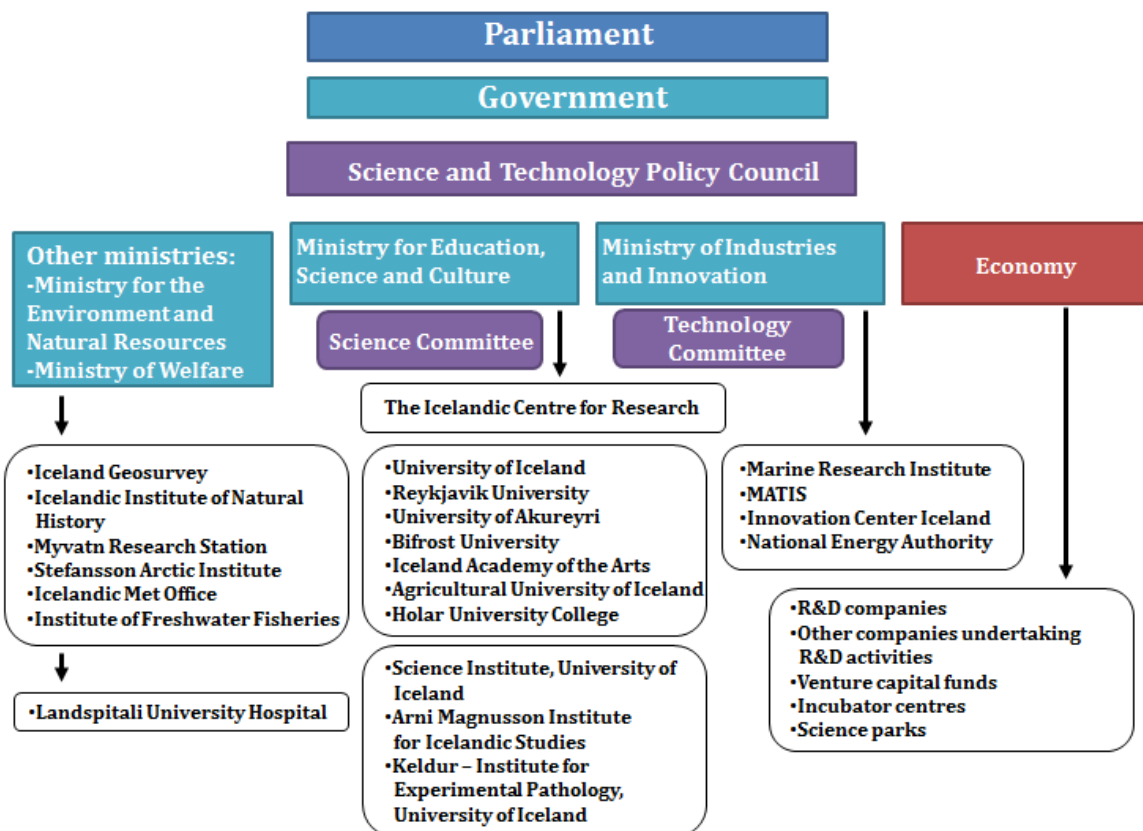 Parliament
Government
Science and Technology Policy Council
Other ministries:
-Ministry for the
Environment and
Natural Resources
-Ministry of Welfare
Ministry for Education,
Science and Culture
Ministry of Industries
and Innovation
Economy
Science Committee
Technology
Committee
The Icelandic Centre for Research
•Iceland Geosurvey
•Icelandic Institute of Natural
History
•Myvatn Research Station
•Stefansson Arctic Institute
•Icelandic Met Office
•Institute of Freshwater Fisheries
•Landspitali University Hospital
•University of Iceland
•Reykjavik University
•University of Akureyri
•Bifrost University
•Iceland Academy of the Arts
•Agricultural University of Iceland
•Holar University College
•Science Institute, University of
Iceland
•Arni Magnusson Institute
for Icelandic Studies
•Keldur – Institute for
Experimental Pathology,
University of Iceland
•Marine Research Institute
•MATIS
•Innovation Center Iceland
•National Energy Authority
•R&D companies
•Other companies undertaking
R&D activities
•Venture capital funds
•Incubator centres
•Science parks